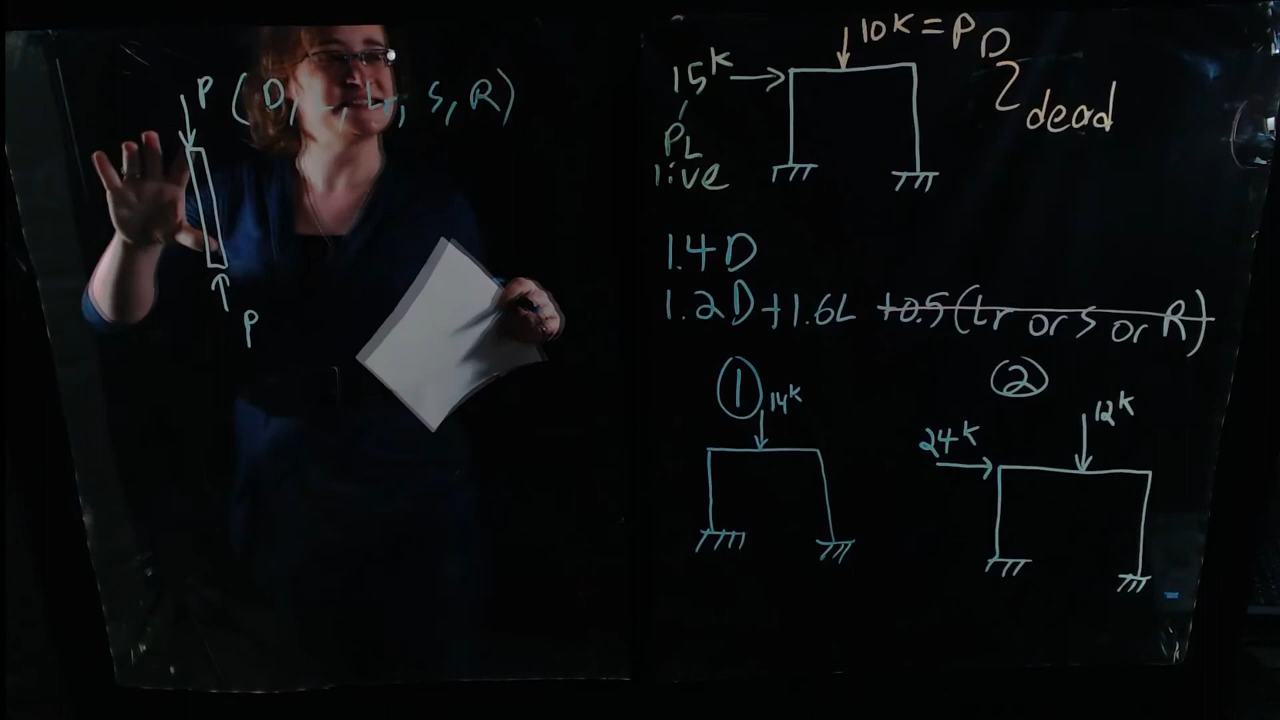 P (D, L, Lr, S, R)
P
10K = PD
dead
15K
PL
live
1.4D
1.2D+1.6L +0.5(Lr or S or R)
1
14K
2
24K
12K